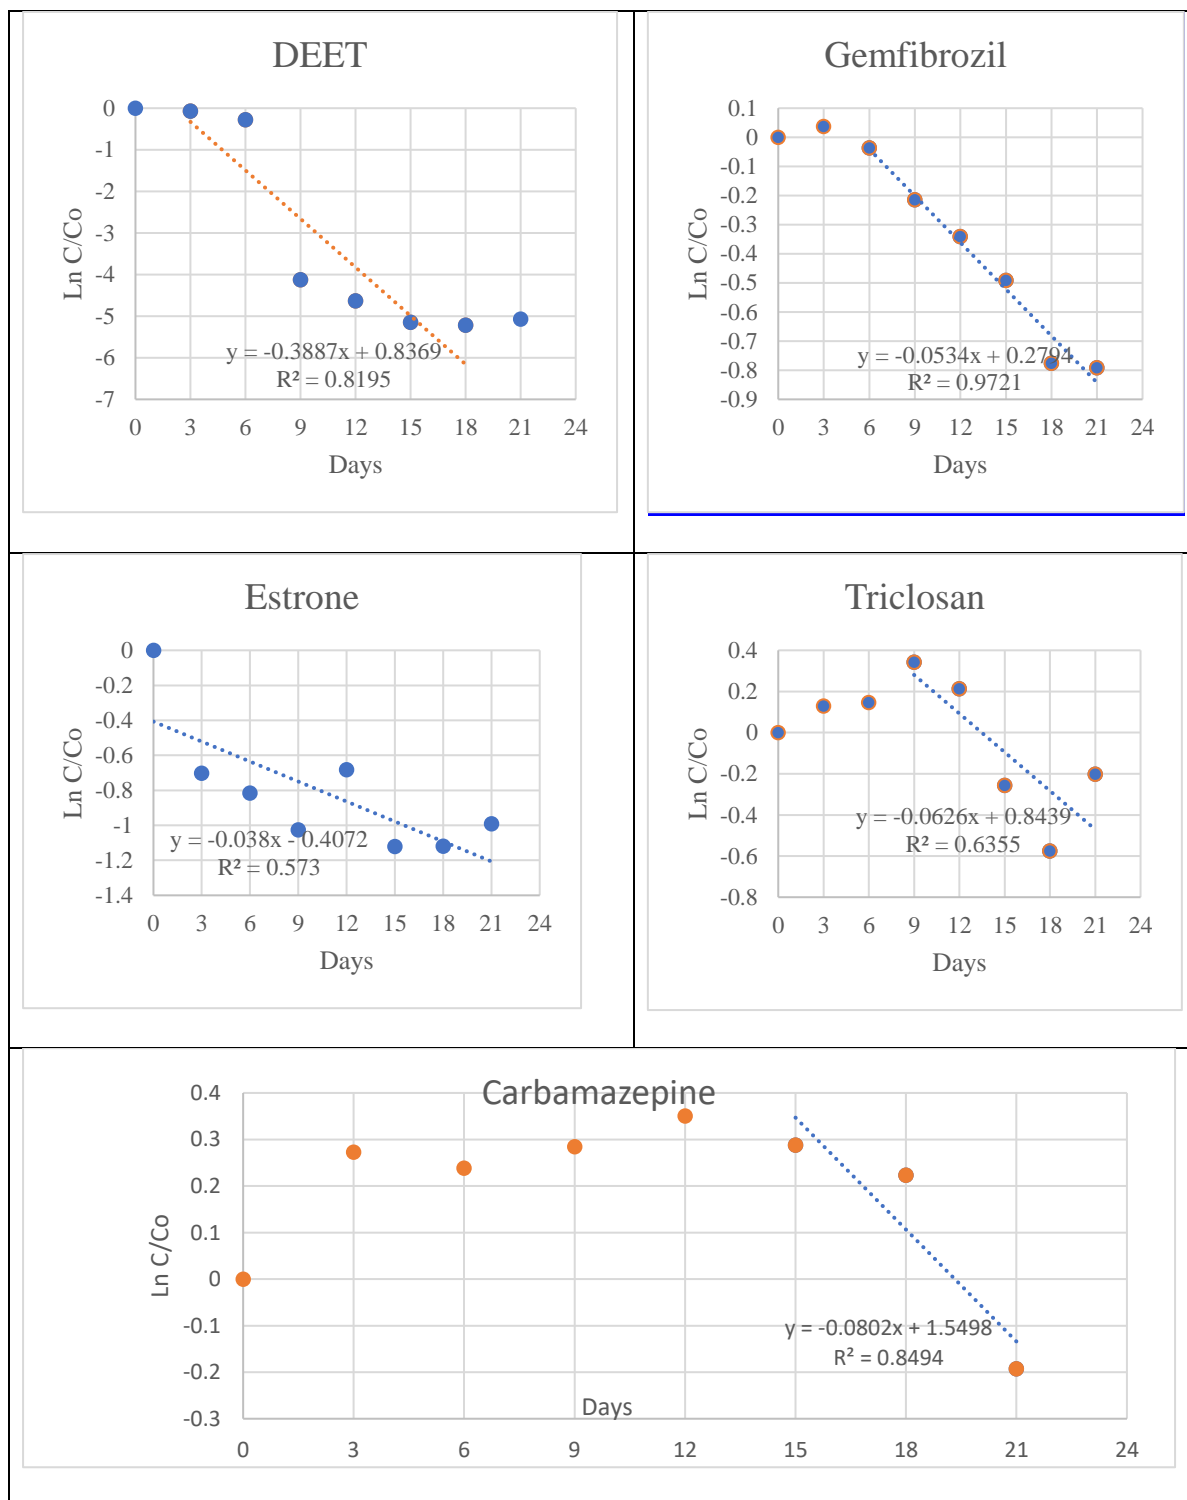 DEET
0
-1
-2
-3
-4
-5
-6
-7
Ln C/Co
y = -0.3887x + 0.8369
R² = 0.8195
0 3 6 9 12 15 18 21 24
Days
Gemfibrozil
0.1
0
-0.1
-0.2
-0.3
-0.4
-0.5
-0.6
-0.7
-0.8
-0.9
Ln C/Co
y = -0.0534x + 0.2794
R² = 0.9721
0 3 6 9 12 15 18 21 24
Days
Estrone
0
-0.2
-0.4
-0.6
-0.8
-1
-1.2
-1.4
Ln C/Co
y = -0.038x - 0.4072
R² = 0.573
0 3 6 9 12 15 18 21 24
Days
Triclosan
0.4
0.2
0
-0.2
-0.4
-0.6
-0.8
Ln C/Co
y = -0.0626x + 0.8439
R² = 0.6355
0 3 6 9 12 15 18 21 24
Days
Carbamazepine
0.4
0.3
0.2
0.1
0
-0.1
-0.2
-0.3
Ln C/Co
y = -0.0802x + 1.5498
R² = 0.8494
Days
0 3 6 9 12 15 18 21 24